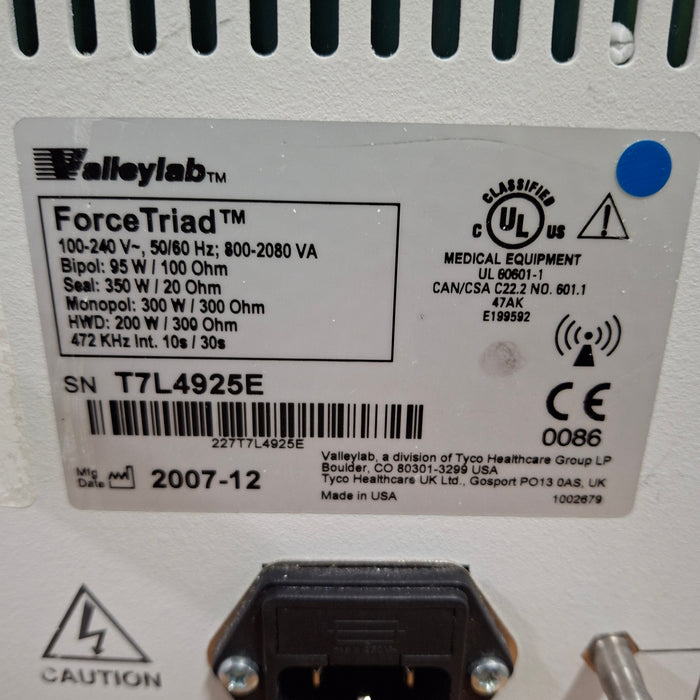 Valleylab™
ForceTriad™
100-240 V~, 50/60 Hz; 800-2080 VA
Bipol: 95 W / 100 Ohm
Seal: 350 W / 20 Ohm
Monopol: 300 W / 300 Ohm
HWD: 200 W / 300 Ohm
472 KHz Int. 10s / 30s
CLASSIFIED
C UL US
MEDICAL EQUIPMENT
UL 60601-1
CAN/CSA C22.2 NO. 601.1
47AK
E199592
SN T7L4925E
227T7L4925E
CE
0086
Mfg Date 2007-12
Valleylab, a division of Tyco Healthcare Group LP
Boulder, CO 80301-3299 USA
Tyco Healthcare UK Ltd., Gosport PO13 0AS, UK
Made in USA
1002679
CAUTION